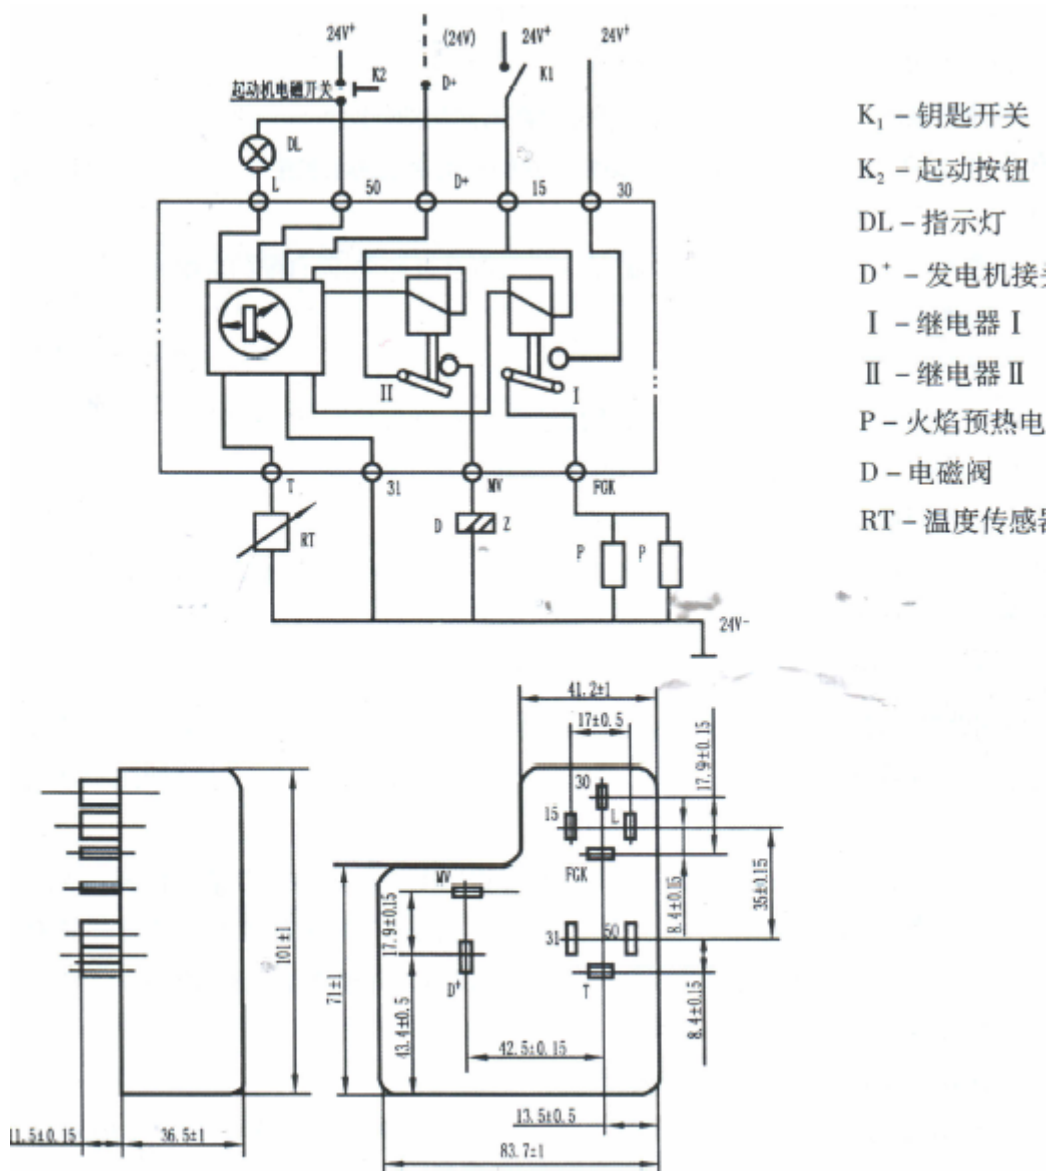 24V+
(24V)
24V+
24V+
K2
D+
K1
起动机电磁开关
DL
L
50
D+
15
30
II
I
T
31
MV
FGK
RT
D
Z
P
P
24V-
K₁ – 钥匙开关
K₂ – 起动按钮
DL – 指示灯
D⁺ – 发电机接
I – 继电器 I
II – 继电器 II
P – 火焰预热电
D – 电磁阀
RT – 温度传感器
41.2±1
17±0.5
17.9±0.15
30
15
L
FGK
8.4±0.15
35±0.15
MV
17.9±0.15
31
50
101±1
71±1
D⁺
T
43.4±0.5
8.4±0.15
42.5±0.15
13.5±0.5
1.5±0.15
36.5±1
83.7±1